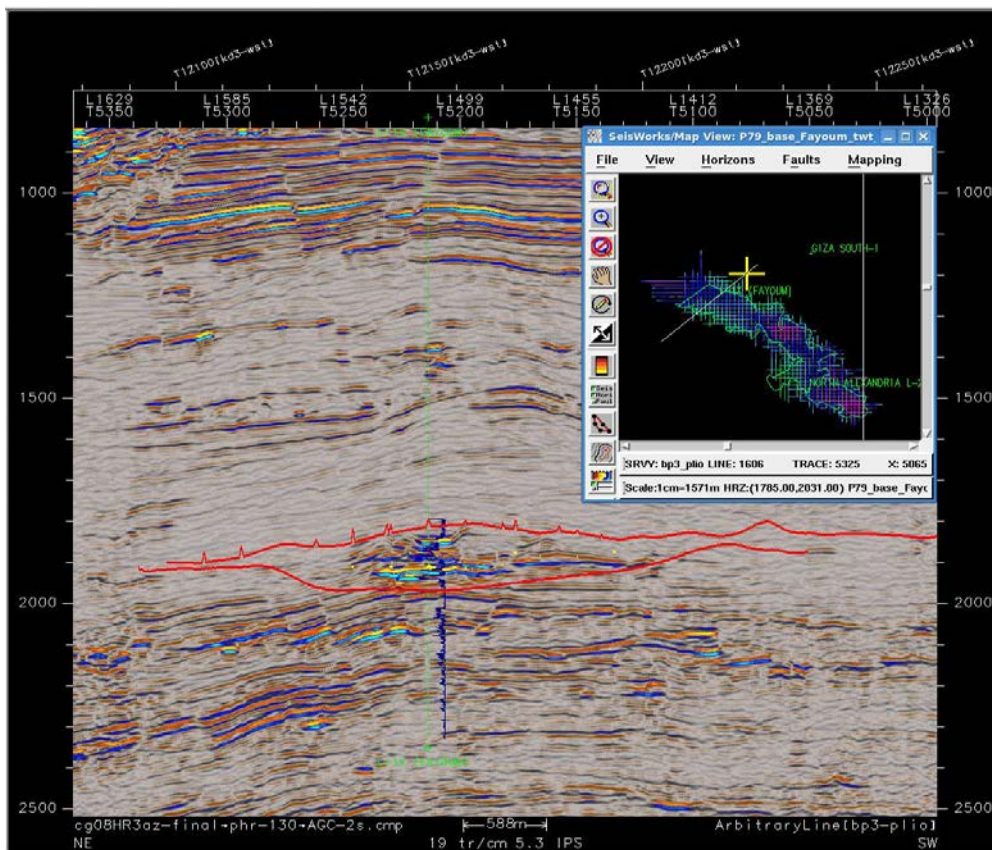 T12100[kd3-wst] T12150[kd3-wst] T12200[kd3-wst] T12250[kd3-wst]
L1629 L1585 L1542 L1499 L1455 L1412 L1369 L1326
T5350 T5300 T5250 T5200 T5150 T5100 T5050 T5000
SeisWorks/Map View: P79_base_Fayoum_twt
File View Horizons Faults Mapping
GIZA SOUTH-1
[FAYOUM]
NORTH ALEXANDRIA L-2
SRVY: bp3_plio LINE: 1606 TRACE: 5325 X: 5065
Scale:1cm=1571m HRZ:(1785.00,2031.00) P79_base_Fayo
1000 1000
1500 1500
2000 2000
2500 2500
cg08HR3az-final-phr-130-AGC-2s.cmp 588m ArbitraryLine[bp3-plio]
NE 19 tr/cm 5.3 IPS SW